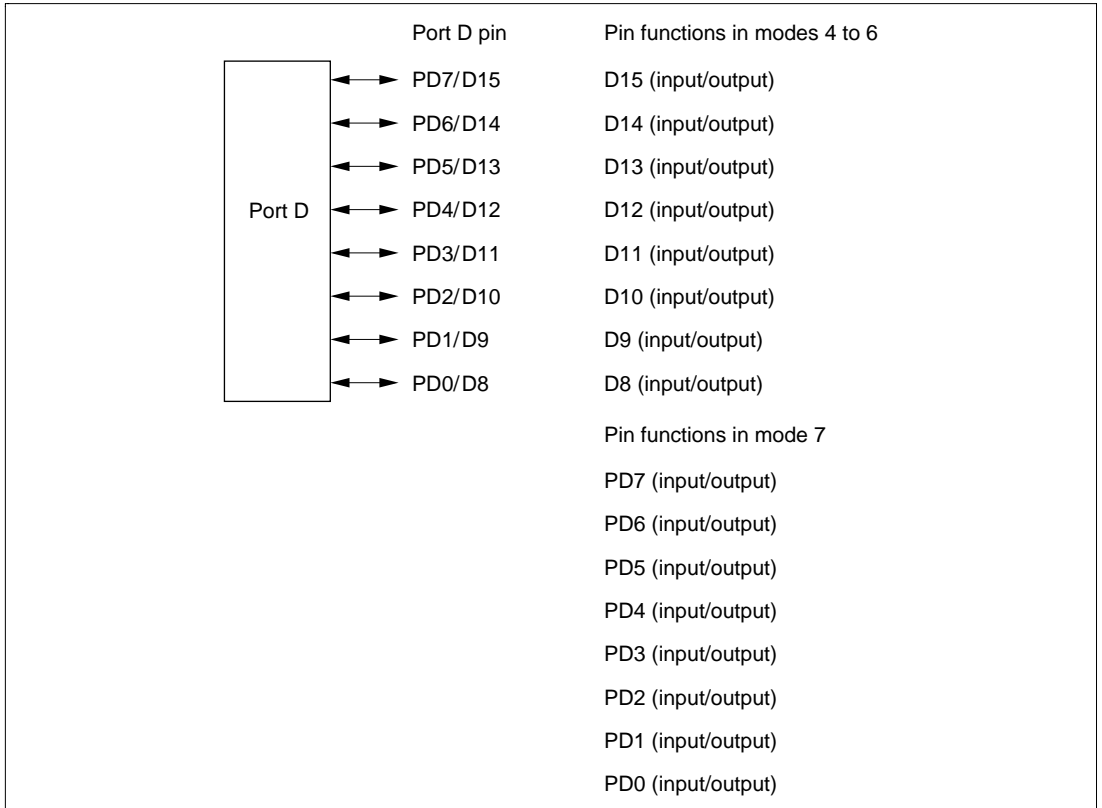 Port D pin Pin functions in modes 4 to 6
PD7/D15 D15 (input/output)
PD6/D14 D14 (input/output)
PD5/D13 D13 (input/output)
Port D PD4/D12 D12 (input/output)
PD3/D11 D11 (input/output)
PD2/D10 D10 (input/output)
PD1/D9 D9 (input/output)
PD0/D8 D8 (input/output)
Pin functions in mode 7
PD7 (input/output)
PD6 (input/output)
PD5 (input/output)
PD4 (input/output)
PD3 (input/output)
PD2 (input/output)
PD1 (input/output)
PD0 (input/output)